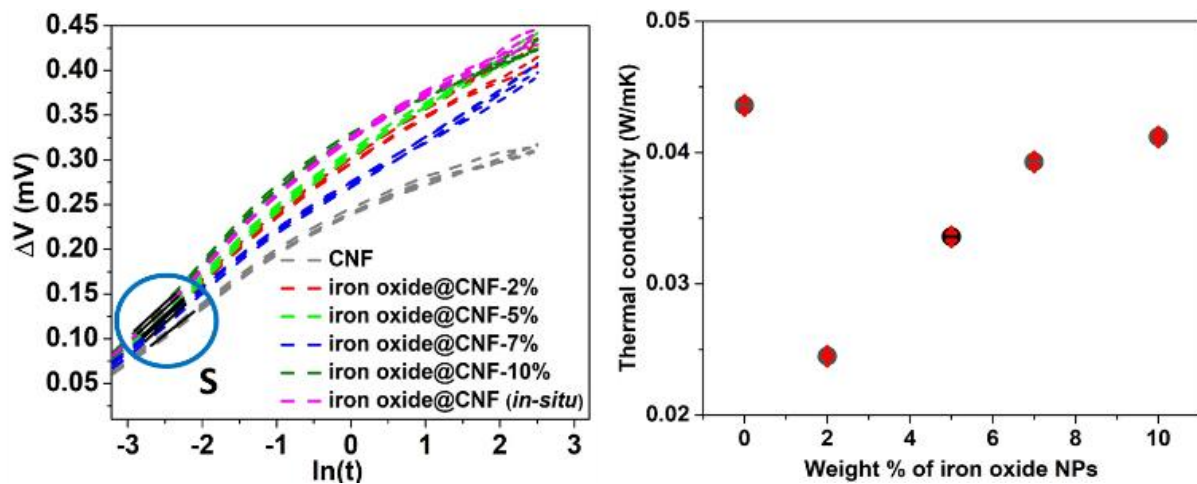 ΔV (mV)
0.45
0.40
0.35
0.30
0.25
0.20
0.15
0.10
0.05
S
CNF
iron oxide@CNF-2%
iron oxide@CNF-5%
iron oxide@CNF-7%
iron oxide@CNF-10%
iron oxide@CNF (in-situ)
-3 -2 -1 0 1 2 3
ln(t)
Thermal conductivity (W/mK)
0.05
0.04
0.03
0.02
0 2 4 6 8 10
Weight % of iron oxide NPs